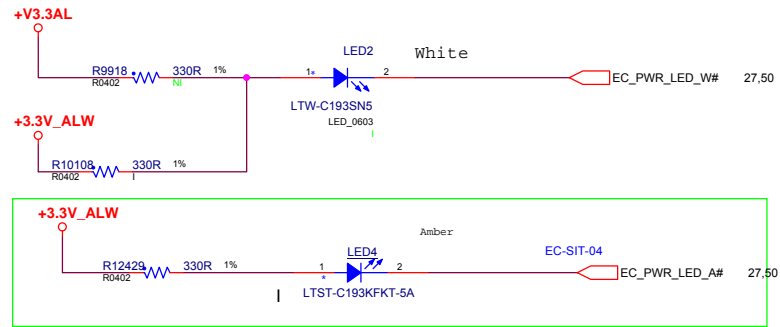 +V3.3AL
LED2
White
R9918 330R 1%
R0402 NI
1* 2
EC_PWR_LED_W# 27,50
LTW-C193SN5
LED_0603
I
+3.3V_ALW
R10108 330R 1%
R0402 I
+3.3V_ALW
Amber
LED4
EC-SIT-04
R12429 330R 1%
R0402
1 2
*
EC_PWR_LED_A# 27,50
I
LTST-C193KFKT-5A